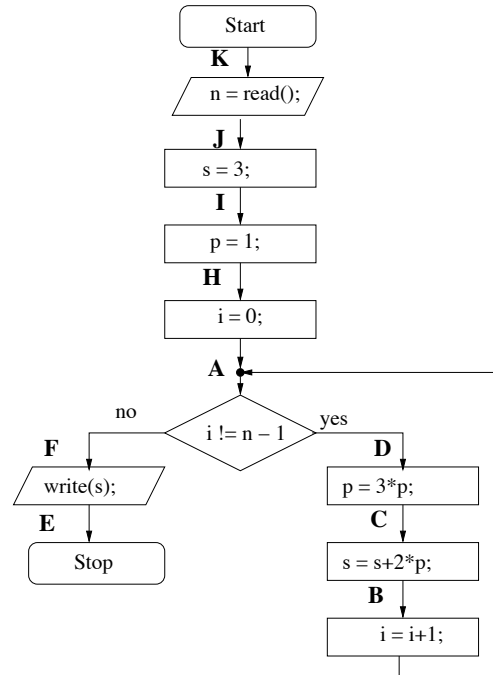 Start
K
n = read();
J
s = 3;
I
p = 1;
H
i = 0;
A
no
i != n − 1
yes
F
D
write(s);
p = 3*p;
E
C
Stop
s = s+2*p;
B
i = i+1;